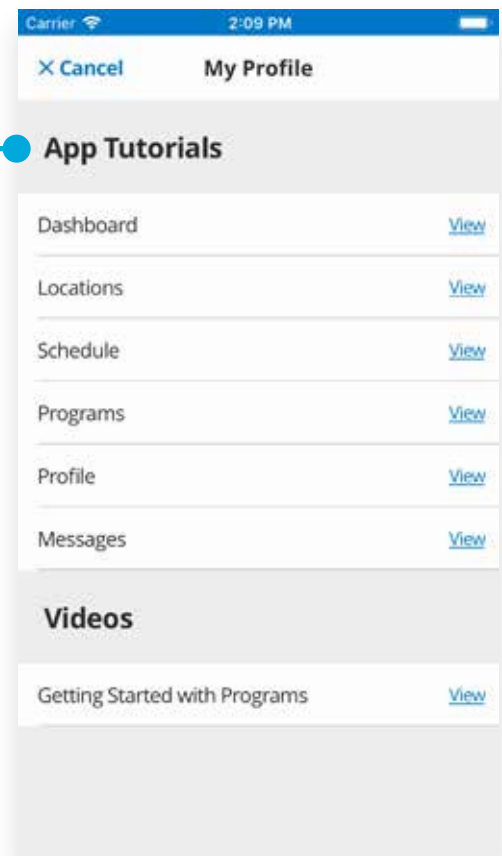 Carrier 2:09 PM
× Cancel My Profile
App Tutorials
Dashboard View
Locations View
Schedule View
Programs View
Profile View
Messages View
Videos
Getting Started with Programs View